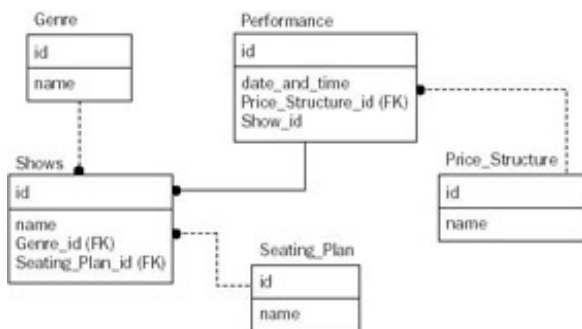 Genre
id
name
Performance
id
date_and_time
Price_Structure_id (FK)
Show_id
Shows
id
name
Genre_id (FK)
Seating_Plan_id (FK)
Price_Structure
id
name
Seating_Plan
id
name